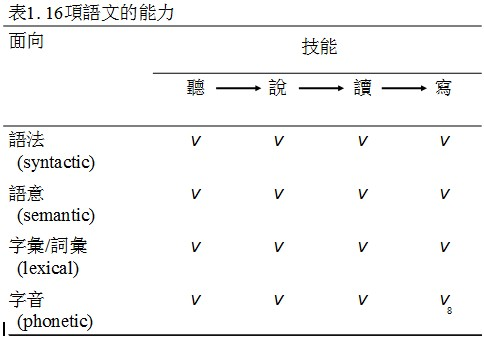 表1. 16項語文的能力
面向 技能
聽 說 讀 寫
語法 v v v v
(syntactic)
語意 v v v v
(semantic)
字彙/詞彙 v v v v
(lexical)
字音 v v v v
8
(phonetic)